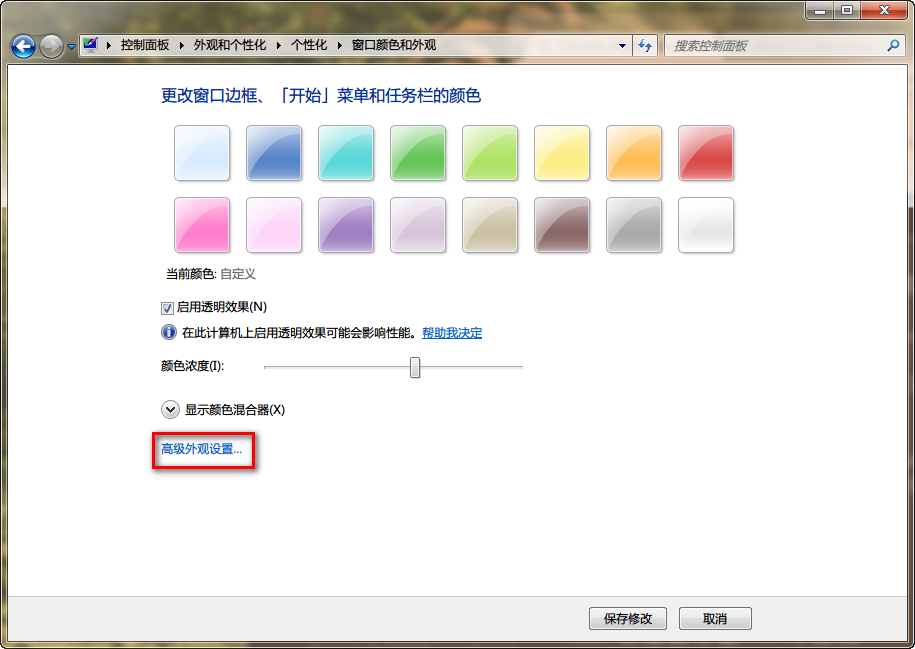 控制面板 外观和个性化 个性化 窗口颜色和外观
搜索控制面板
更改窗口边框、「开始」菜单和任务栏的颜色
当前颜色: 自定义
启用透明效果(N)
在此计算机上启用透明效果可能会影响性能。帮助我决定
颜色浓度(I):
显示颜色混合器(X)
高级外观设置...
保存修改 取消